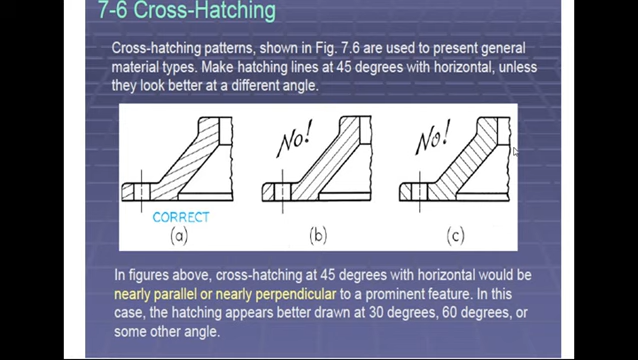 7-6 Cross-Hatching
Cross-hatching patterns, shown in Fig. 7.6 are used to present general
material types. Make hatching lines at 45 degrees with horizontal, unless
they look better at a different angle.
No! No!
CORRECT
(a) (b) (c)
In figures above, cross-hatching at 45 degrees with horizontal would be
nearly parallel or nearly perpendicular to a prominent feature. In this
case, the hatching appears better drawn at 30 degrees, 60 degrees, or
some other angle.